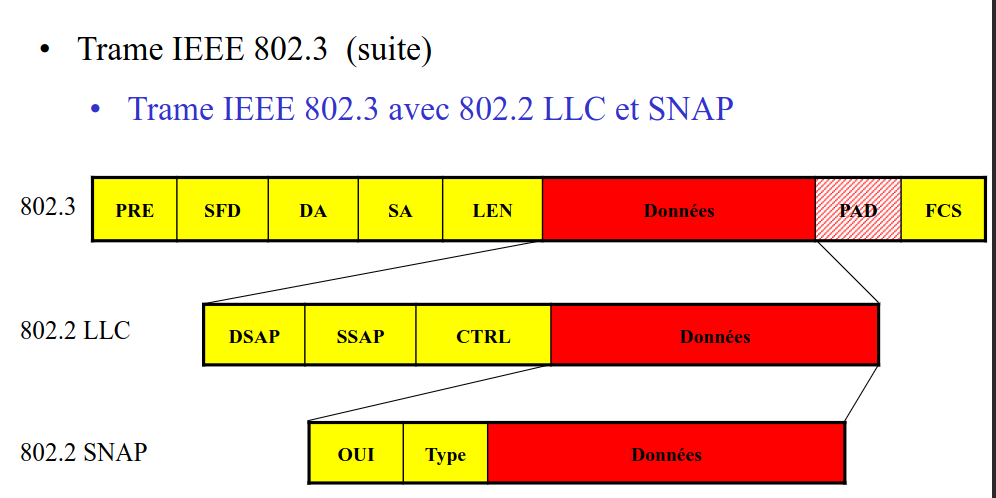 • Trame IEEE 802.3 (suite)
• Trame IEEE 802.3 avec 802.2 LLC et SNAP
802.3 PRE SFD DA SA LEN Données PAD FCS
802.2 LLC DSAP SSAP CTRL Données
802.2 SNAP OUI Type Données